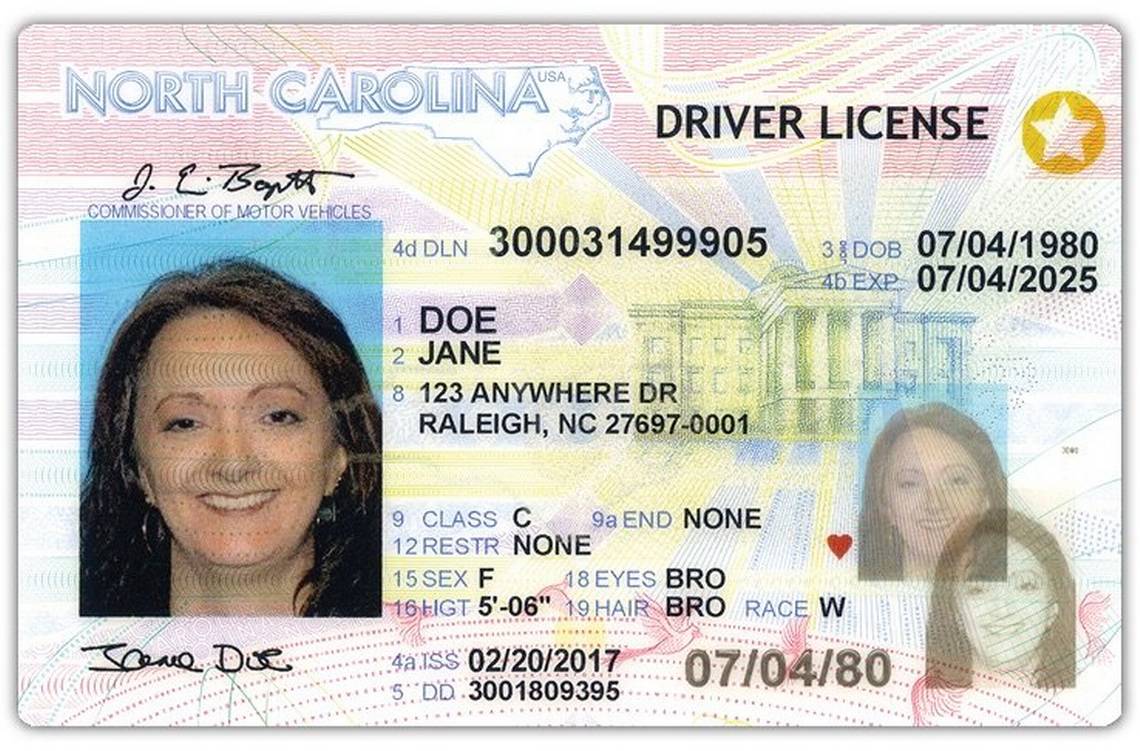 NORTH CAROLINA USA
DRIVER LICENSE
COMMISSIONER OF MOTOR VEHICLES
4d DLN 300031499905 3 DOB 07/04/1980
4b EXP 07/04/2025
1 DOE
2 JANE
8 123 ANYWHERE DR
RALEIGH, NC 27697-0001
9 CLASS C 9a END NONE
12 RESTR NONE
15 SEX F 18 EYES BRO
16 HGT 5'-06" 19 HAIR BRO RACE W
Jane Doe
4a ISS 02/20/2017 07/04/80
5 DD 3001809395